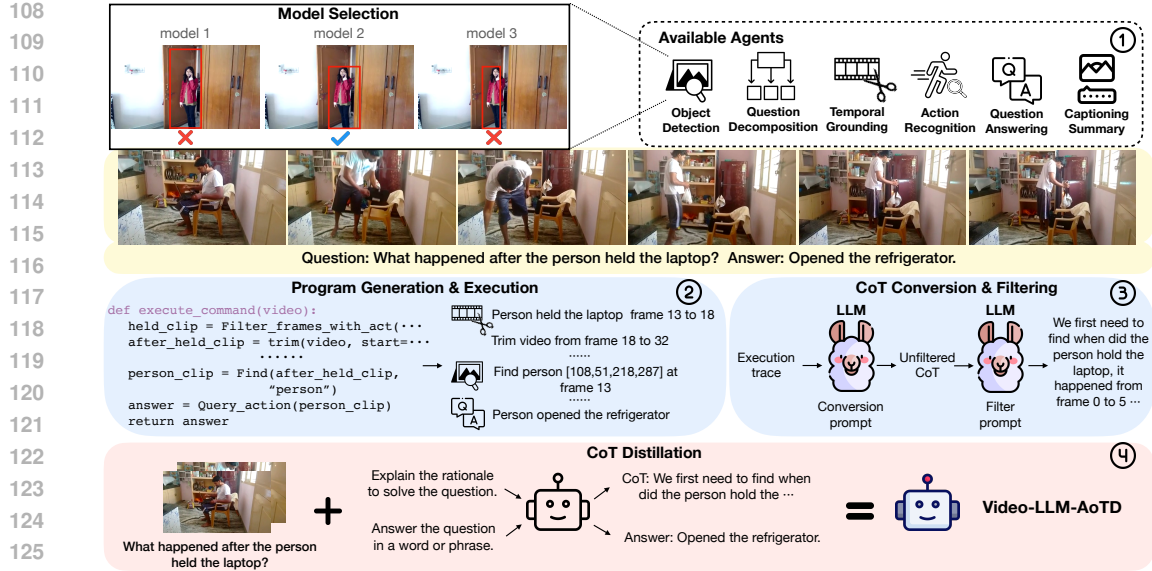 108
109
110
111
112
113
114
115
116
117
118
119
120
121
122
123
124
125
Model Selection
model 1
model 2
model 3
Available Agents
1
Object
Detection
Question
Decomposition
Temporal
Grounding
Action
Recognition
Q
A
Question
Answering
Captioning
Summary
Question: What happened after the person held the laptop? Answer: Opened the refrigerator.
Program Generation & Execution
2
def execute_command(video):
held_clip = Filter_frames_with_act(···
after_held_clip = trim(video, start=···
······
person_clip = Find(after_held_clip,
"person")
answer = Query_action(person_clip)
return answer
Person held the laptop frame 13 to 18
Trim video from frame 18 to 32
······
Find person [108,51,218,287] at
frame 13
······
Q
A
Person opened the refrigerator
CoT Conversion & Filtering
3
Execution
trace
LLM
Conversion
prompt
Unfiltered
CoT
LLM
Filter
prompt
We first need to
find when did the
person hold the
laptop, it
happened from
frame 0 to 5 ···
CoT Distillation
4
What happened after the person
held the laptop?
+
Explain the rationale
to solve the question.
Answer the question
in a word or phrase.
CoT: We first need to find when
did the person hold the ···
Answer: Opened the refrigerator.
=
Video-LLM-AoTD